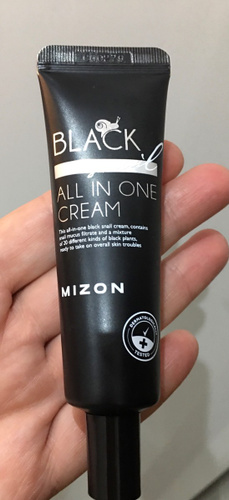 BLACK
ALL IN ONE
CREAM
This all-in-one black snail cream, contains
snail mucus filtrate and a mixture
of 20 different kinds of black plants,
ready to take on overall skin troubles
MIZON
DERMATOLOGICALLY
TESTED